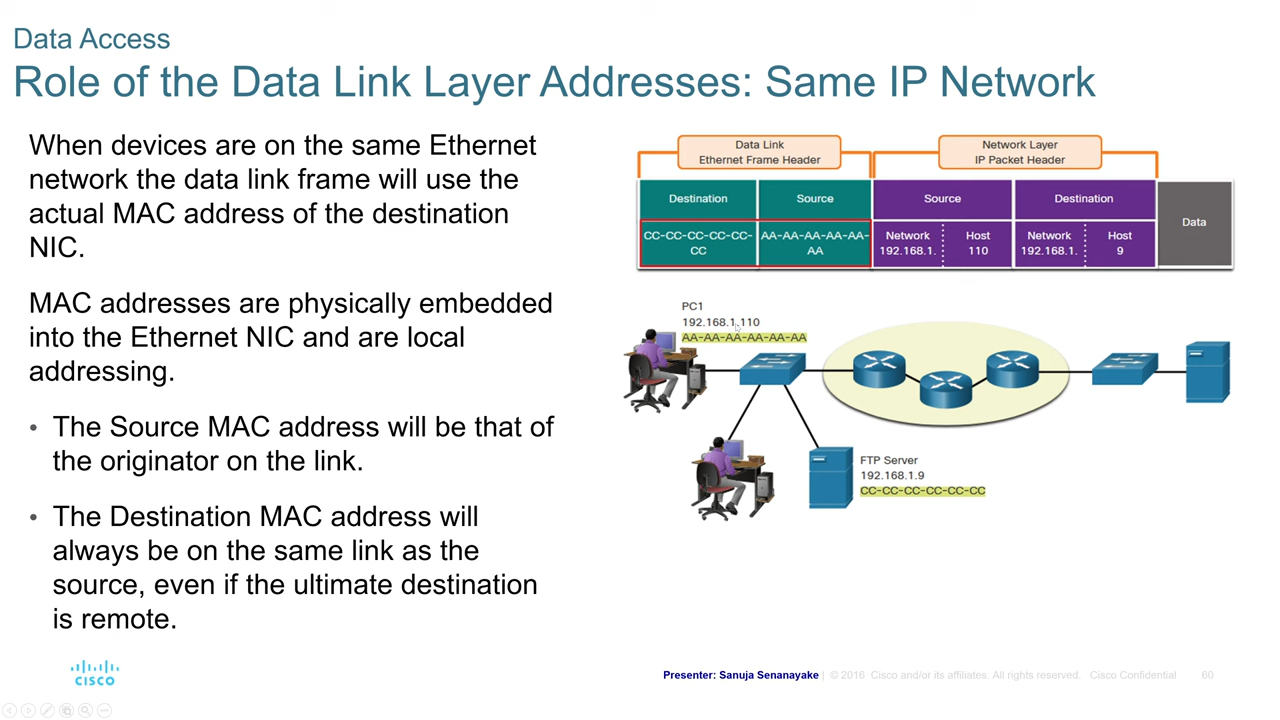 Data Access
Role of the Data Link Layer Addresses: Same IP Network
When devices are on the same Ethernet
network the data link frame will use the
actual MAC address of the destination
NIC.
MAC addresses are physically embedded
into the Ethernet NIC and are local
addressing.
• The Source MAC address will be that of
the originator on the link.
• The Destination MAC address will
always be on the same link as the
source, even if the ultimate destination
is remote.
Data Link
Ethernet Frame Header
Network Layer
IP Packet Header
Destination
Source
Source
Destination
Data
CC-CC-CC-CC-CC-
CC
AA-AA-AA-AA-AA-
AA
Network
192.168.1.
Host
110
Network
192.168.1.
Host
9
PC1
192.168.1.110
AA-AA-AA-AA-AA-AA
FTP Server
192.168.1.9
CC-CC-CC-CC-CC-CC
CISCO
Presenter: Sanuja Senanayake | © 2016 Cisco and/or its affiliates. All rights reserved. Cisco Confidential 60